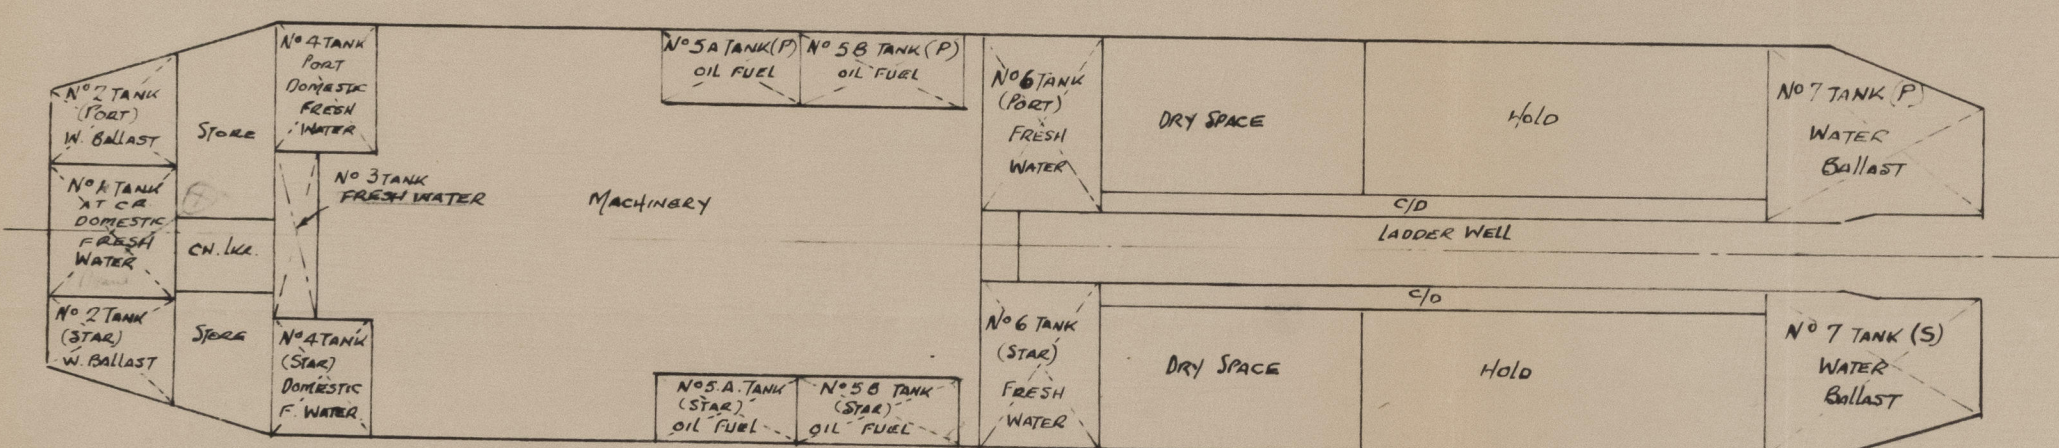 No 2 TANK
(PORT)
W. BALLAST
STORE
No 4 TANK
PORT
DOMESTIC
FRESH
WATER
No 5A TANK (P)
OIL FUEL
No 5B TANK (P)
OIL FUEL
No 6 TANK
(PORT)
FRESH
WATER
DRY SPACE
HOLD
No 7 TANK (P)
WATER
BALLAST
No 1 TANK
AT CR
DOMESTIC
FRESH
WATER
CH. LKR.
No 3 TANK
FRESH WATER
MACHINERY
C/D
LADDER WELL
C/D
No 2 TANK
(STAR)
W. BALLAST
STORE
No 4 TANK
(STAR)
DOMESTIC
F. WATER
No 5.A. TANK
(STAR)
OIL FUEL
No 5B TANK
(STAR)
OIL FUEL
No 6 TANK
(STAR)
FRESH
WATER
DRY SPACE
HOLD
No 7 TANK (S)
WATER
BALLAST